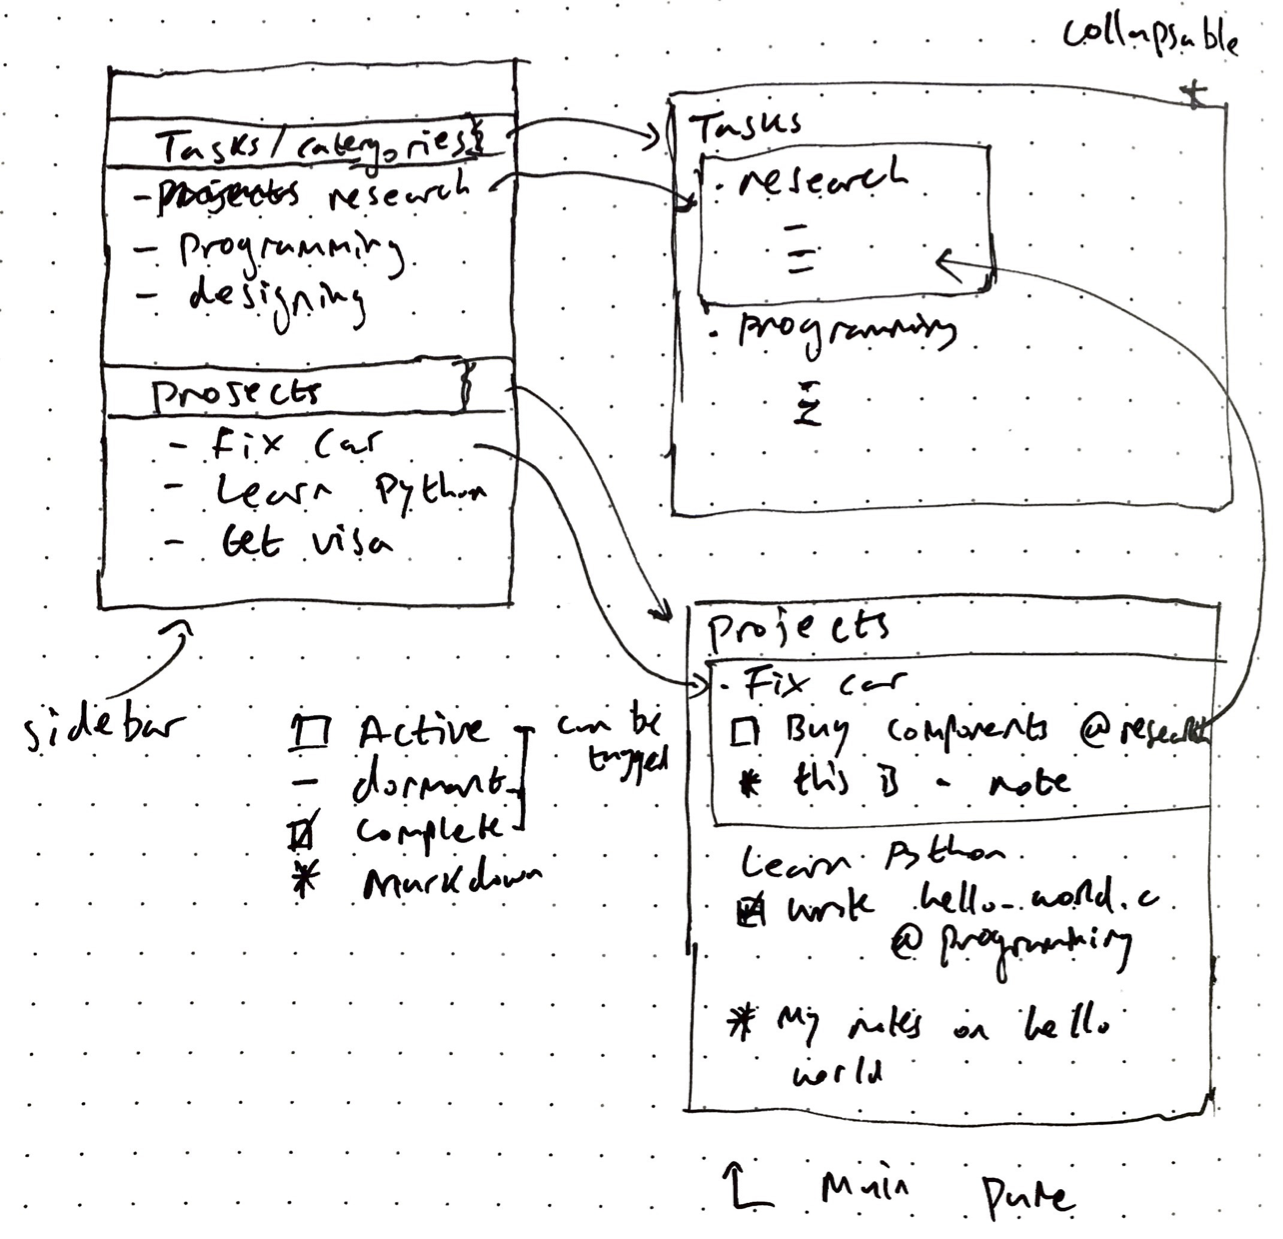 collapsable
Tasks/categories
- research
- programming
- designing
Projects
- Fix car
- Learn Python
- Get visa
sidebar
Active
- dormant
complete
* Markdown
can be
tagged
Tasks
· research
· programming
Projects
· Fix car
Buy components @research
* this is a note
Learn Python
write hello_world.c
@programming
* My notes on hello
world
Main pane